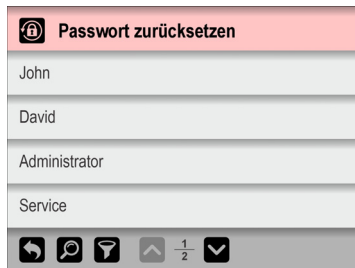 Passwort zurücksetzen
John
David
Administrator
Service
1
2